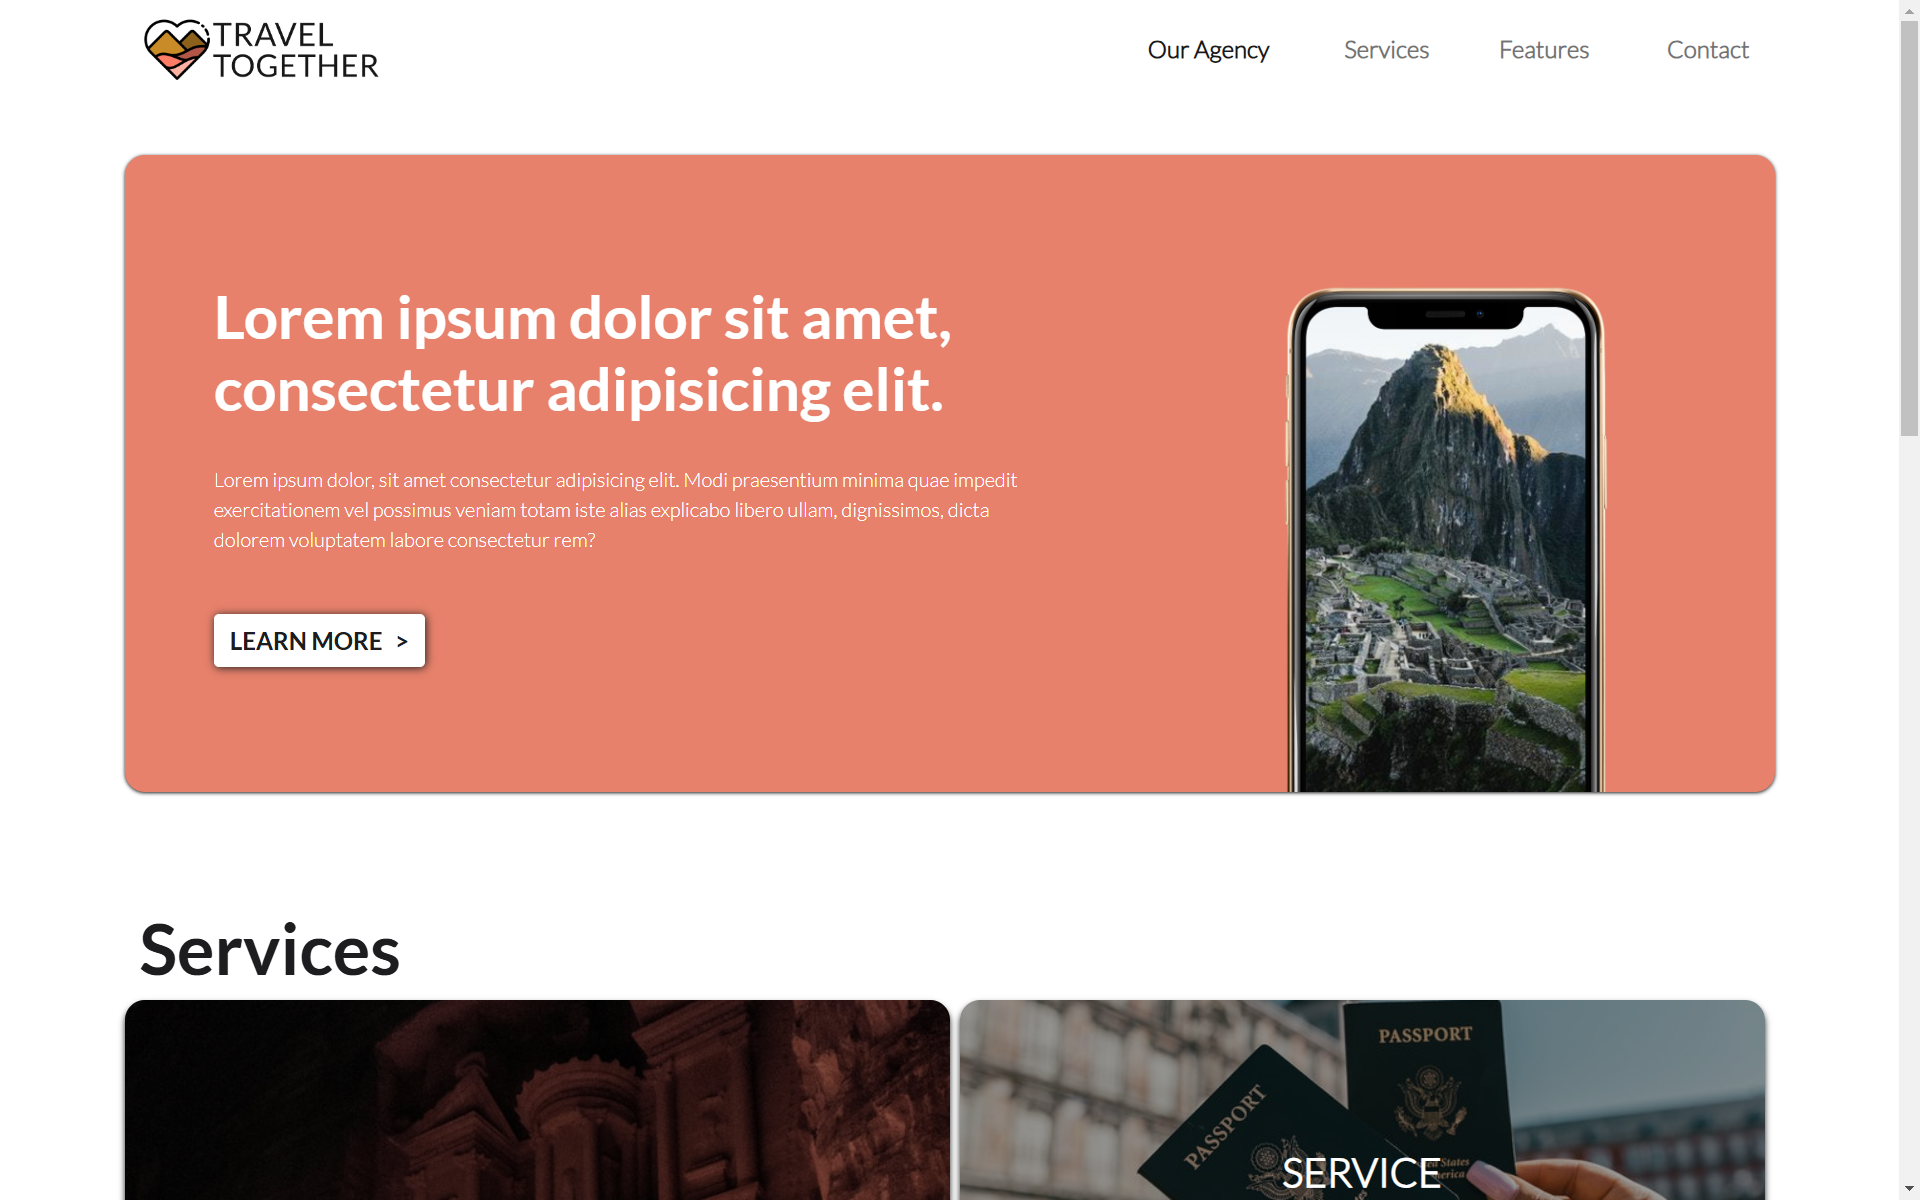 TRAVEL
TOGETHER
Our Agency
Services
Features
Contact
Lorem ipsum dolor sit amet,
consectetur adipisicing elit.
Lorem ipsum dolor, sit amet consectetur adipisicing elit. Modi praesentium minima quae impedit
exercitationem vel possimus veniam totam iste alias explicabo libero ullam, dignissimos, dicta
dolorem voluptatem labore consectetur rem?
LEARN MORE >
Services
PASSPORT
PASSPORT
SERVICE